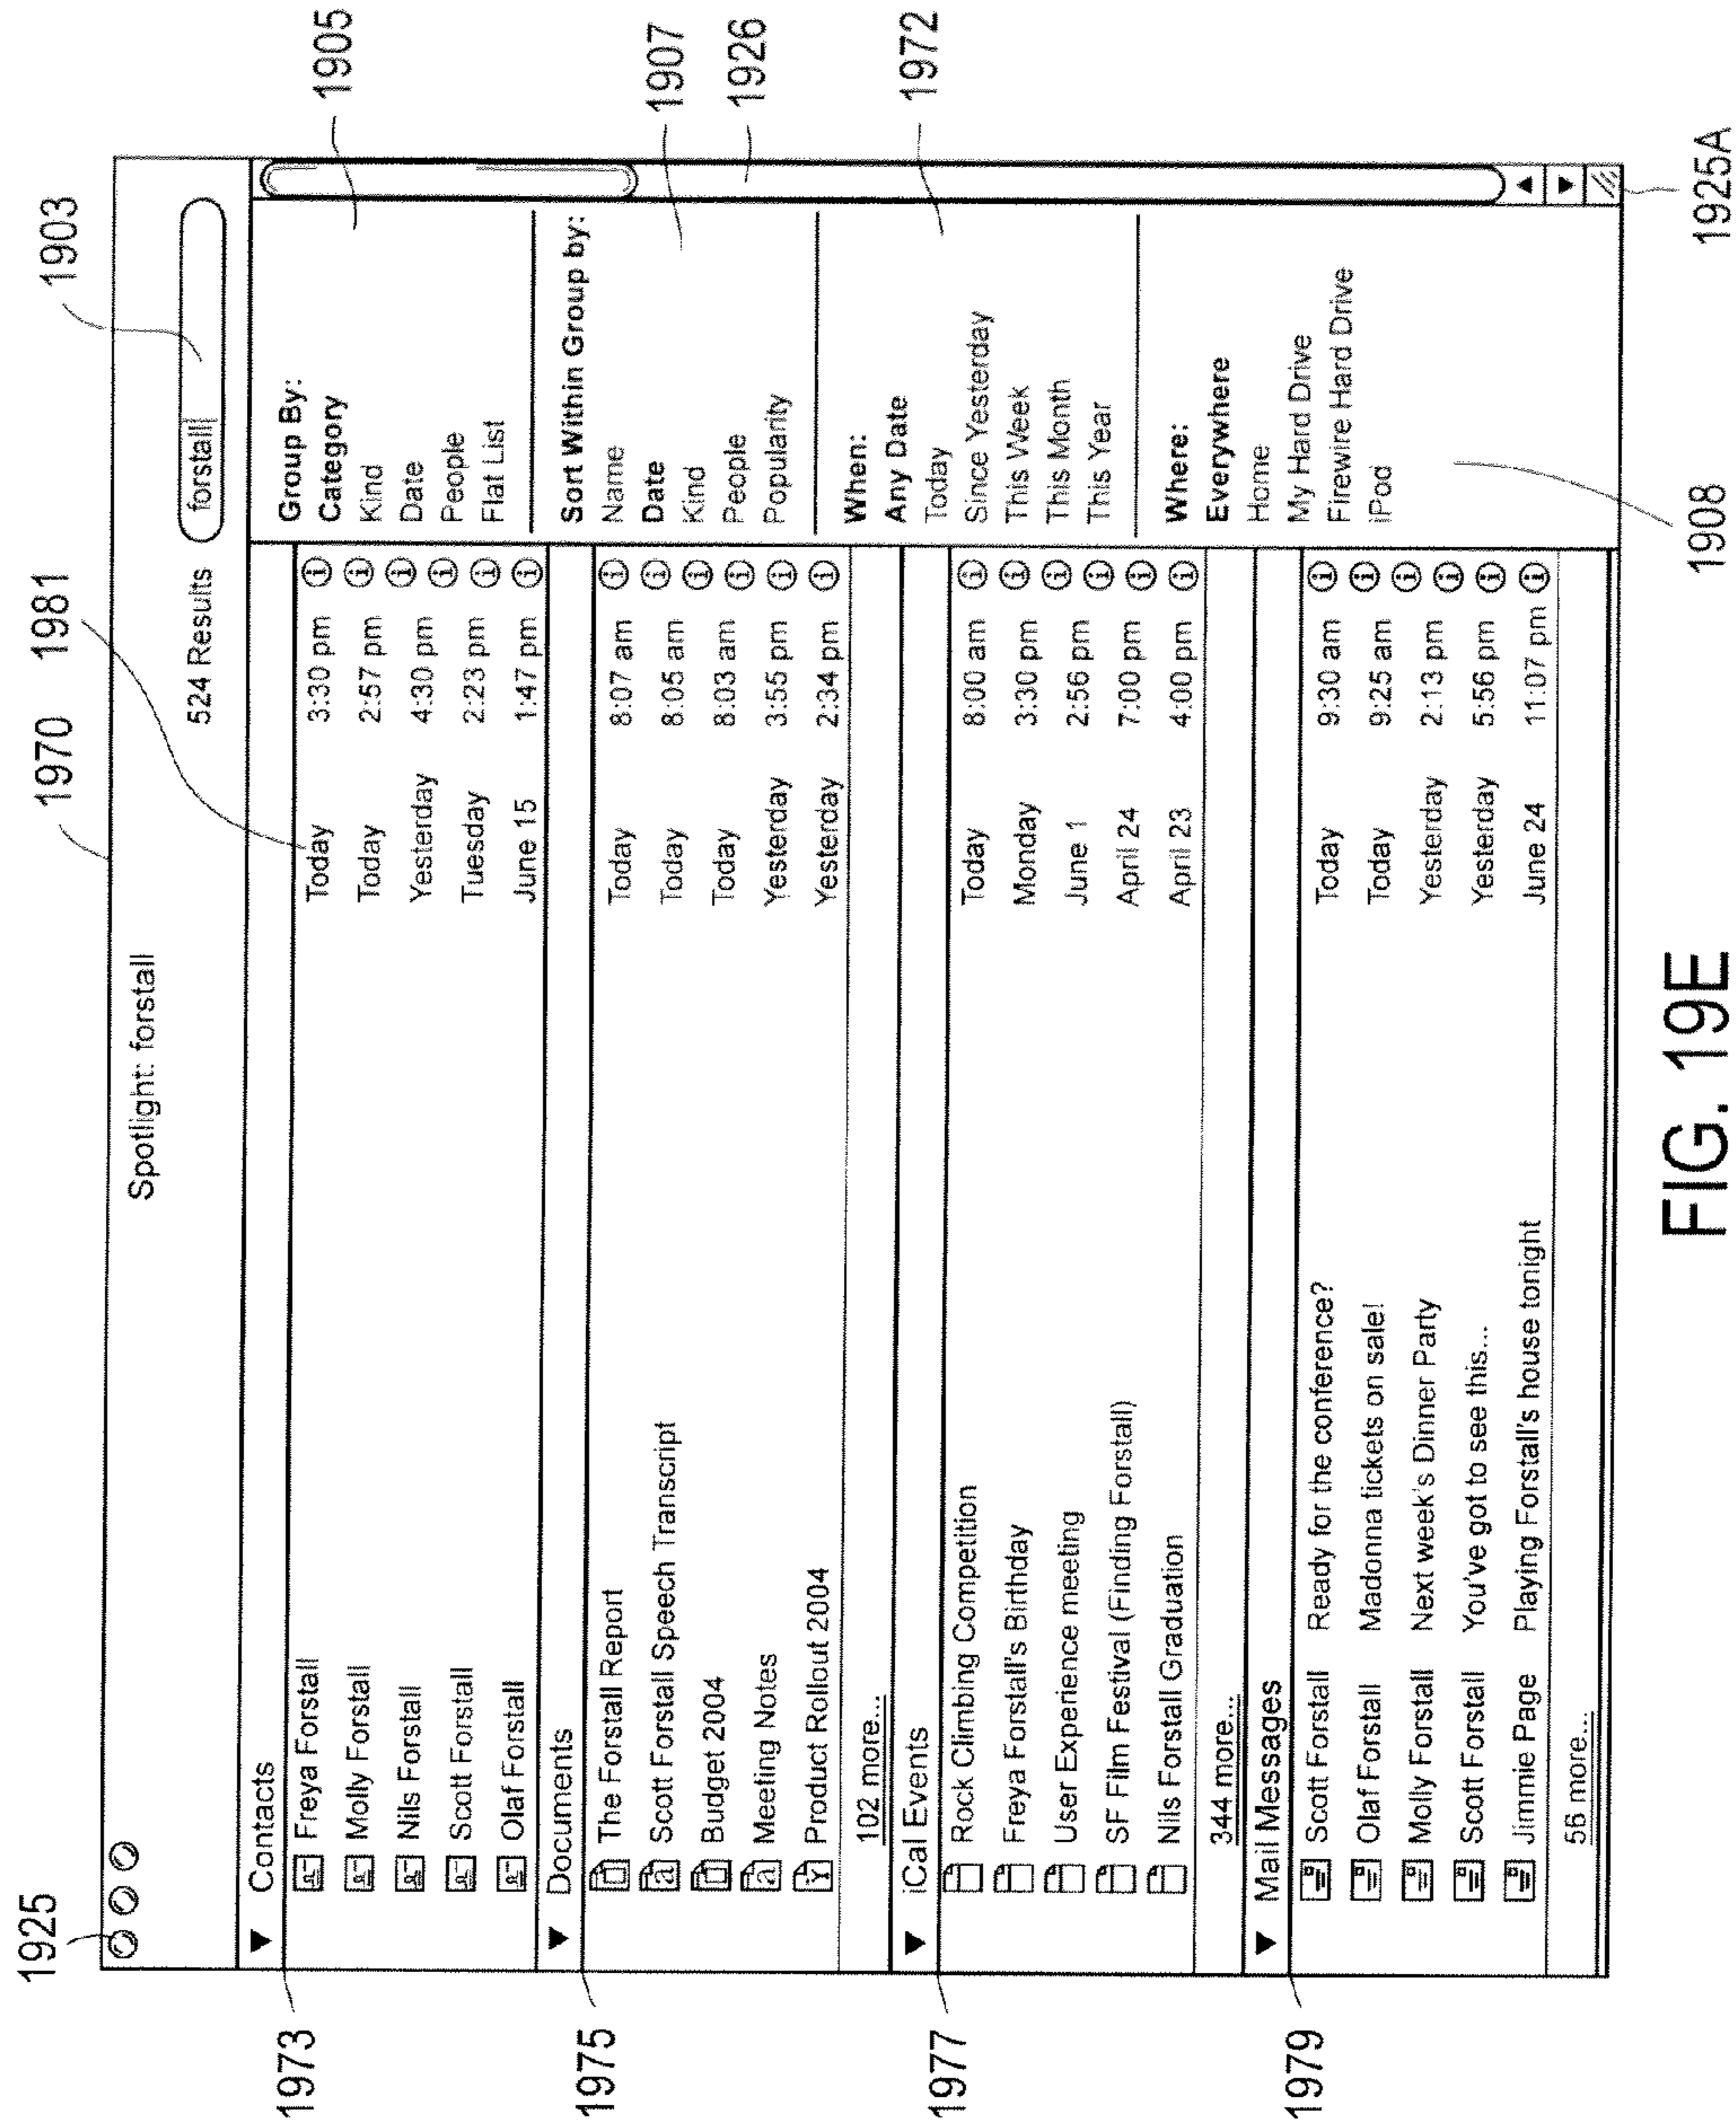 1925
1970
1981
1903
Spotlight: forstall
524 Results
forstall
1973
Contacts
Freya Forstall Today 3:30 pm
Molly Forstall Today 2:57 pm
Nils Forstall Yesterday 4:30 pm
Scott Forstall Tuesday 2:23 pm
Olaf Forstall June 15 1:47 pm
1975
Documents
The Forstall Report Today 8:07 am
Scott Forstall Speech Transcript Today 8:05 am
Budget 2004 Today 8:03 am
Meeting Notes Yesterday 3:55 pm
Product Rollout 2004 Yesterday 2:34 pm
102 more...
1977
iCal Events
Rock Climbing Competition Today 8:00 am
Freya Forstall's Birthday Monday 3:30 pm
User Experience meeting June 1 2:56 pm
SF Film Festival (Finding Forstall) April 24 7:00 pm
Nils Forstall Graduation April 23 4:00 pm
344 more...
1979
Mail Messages
Scott Forstall Ready for the conference? Today 9:30 am
Olaf Forstall Madonna tickets on sale! Today 9:25 am
Molly Forstall Next week's Dinner Party Yesterday 2:13 pm
Scott Forstall You've got to see this... Yesterday 5:56 pm
Jimmie Page Playing Forstall's house tonight June 24 11:07 pm
56 more...
Group By:
Category
Kind
Date
People
Flat List
1905
Sort Within Group by:
Name
Date
Kind
People
Popularity
1907
1926
When:
Any Date
Today
Since Yesterday
This Week
This Month
This Year
1972
Where:
Everywhere
Home
My Hard Drive
Firewire Hard Drive
iPod
1908
1925A
FIG. 19E